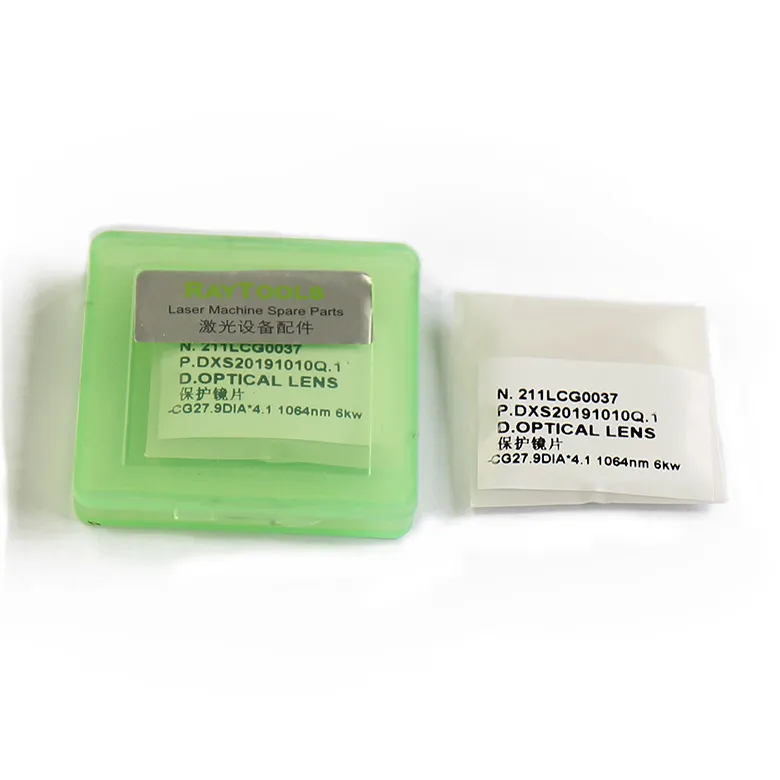 RAYTOOLS
Laser Machine Spare Parts
激光设备配件
N. 211LCG0037
P.DXS20191010Q.1
D.OPTICAL LENS
保护镜片
-CG27.9DIA*4.1 1064nm 6kw
N. 211LCG0037
P.DXS20191010Q.1
D.OPTICAL LENS
保护镜片
-CG27.9DIA*4.1 1064nm 6kw